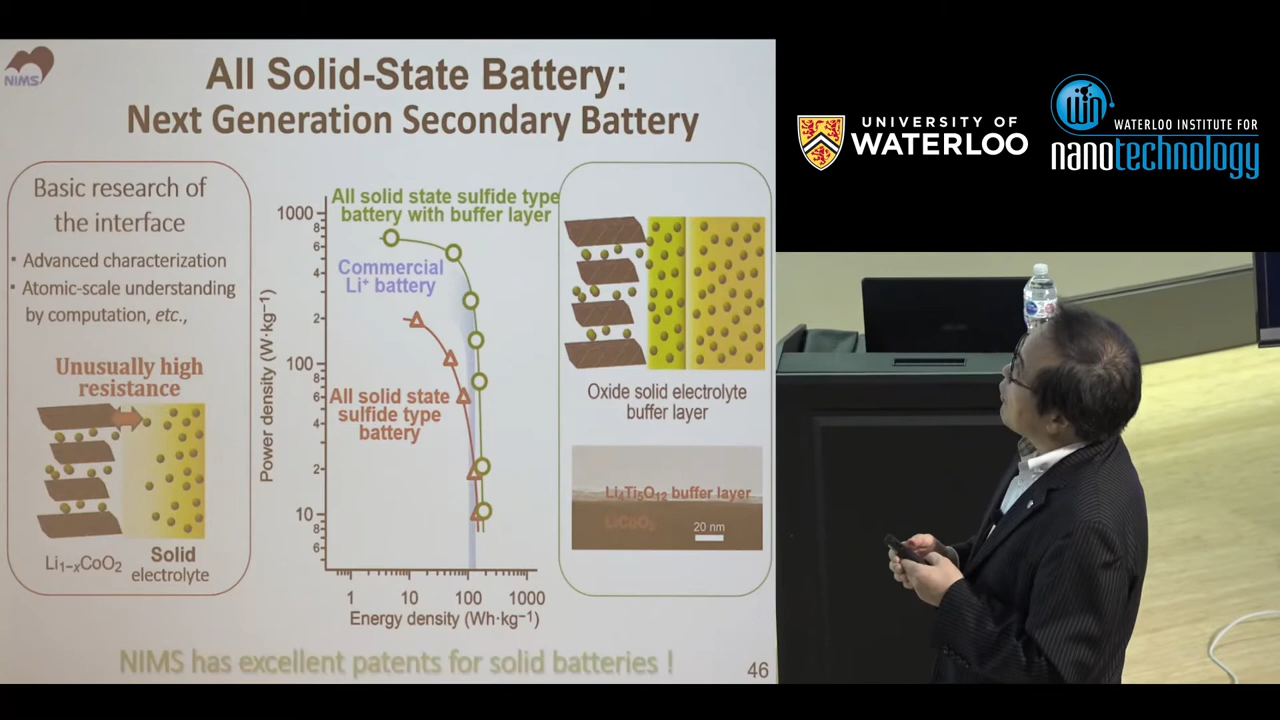 NIMS
All Solid-State Battery:
Next Generation Secondary Battery
Basic research of
the interface
• Advanced characterization
• Atomic-scale understanding
by computation, etc.,
Unusually high
resistance
Li₁₋ₓCoO₂
Solid
electrolyte
All solid state sulfide type
battery with buffer layer
Commercial
Li⁺ battery
All solid state
sulfide type
battery
Power density (W·kg⁻¹)
1000
8
6
4
2
100
8
6
4
2
10
8
6
1 10 100 1000
Energy density (Wh·kg⁻¹)
Oxide solid electrolyte
buffer layer
Li₄Ti₅O₁₂ buffer layer
LiCoO₂
20 nm
NIMS has excellent patents for solid batteries !
46
UNIVERSITY OF
WATERLOO
WIN
WATERLOO INSTITUTE FOR
nanotechnology